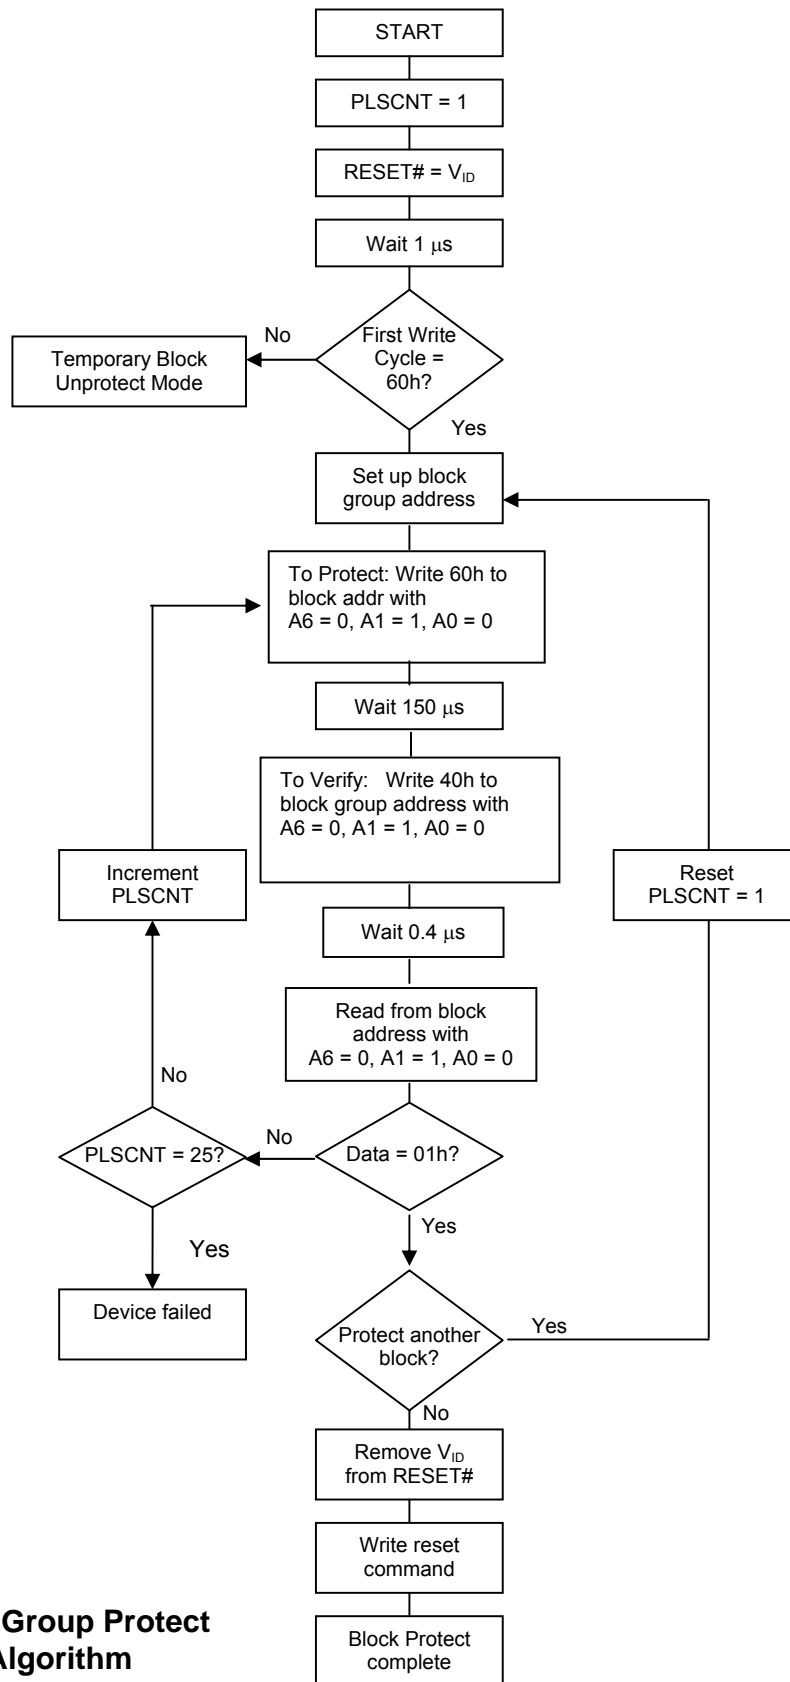 START
PLSCNT = 1
RESET# = VID
Wait 1 µs
No
First Write
Cycle =
60h?
Temporary Block
Unprotect Mode
Yes
Set up block
group address
To Protect: Write 60h to
block addr with
A6 = 0, A1 = 1, A0 = 0
Wait 150 µs
To Verify: Write 40h to
block group address with
A6 = 0, A1 = 1, A0 = 0
Increment
PLSCNT
Reset
PLSCNT = 1
Wait 0.4 µs
Read from block
address with
A6 = 0, A1 = 1, A0 = 0
No
PLSCNT = 25?
No
Data = 01h?
Yes
Yes
Device failed
Protect another
block?
Yes
No
Remove VID
from RESET#
Write reset
command
Group Protect
Algorithm
Block Protect
complete